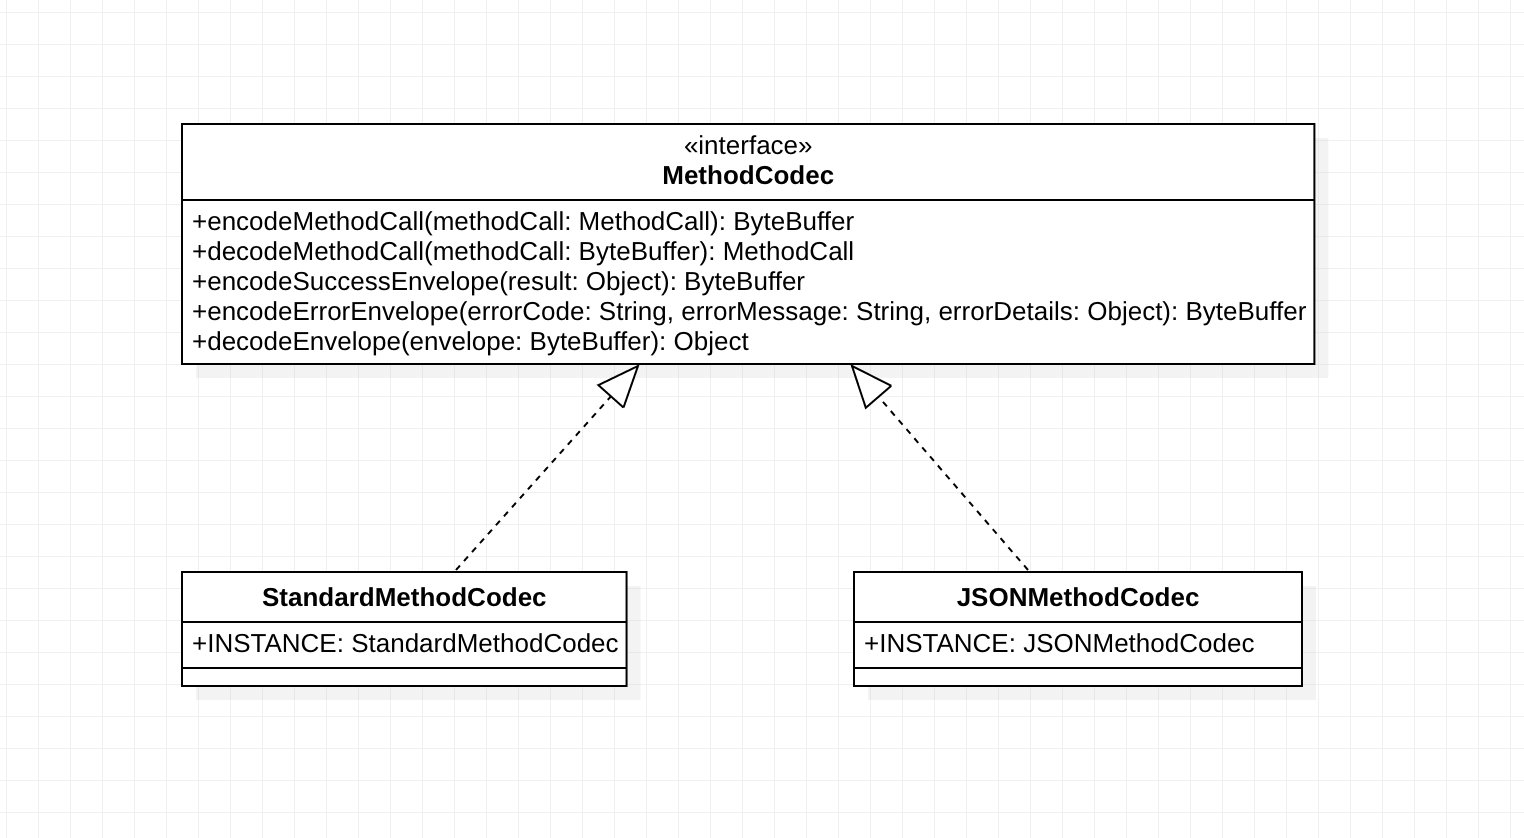 «interface»
MethodCodec
+encodeMethodCall(methodCall: MethodCall): ByteBuffer
+decodeMethodCall(methodCall: ByteBuffer): MethodCall
+encodeSuccessEnvelope(result: Object): ByteBuffer
+encodeErrorEnvelope(errorCode: String, errorMessage: String, errorDetails: Object): ByteBuffer
+decodeEnvelope(envelope: ByteBuffer): Object
StandardMethodCodec
+INSTANCE: StandardMethodCodec
JSONMethodCodec
+INSTANCE: JSONMethodCodec